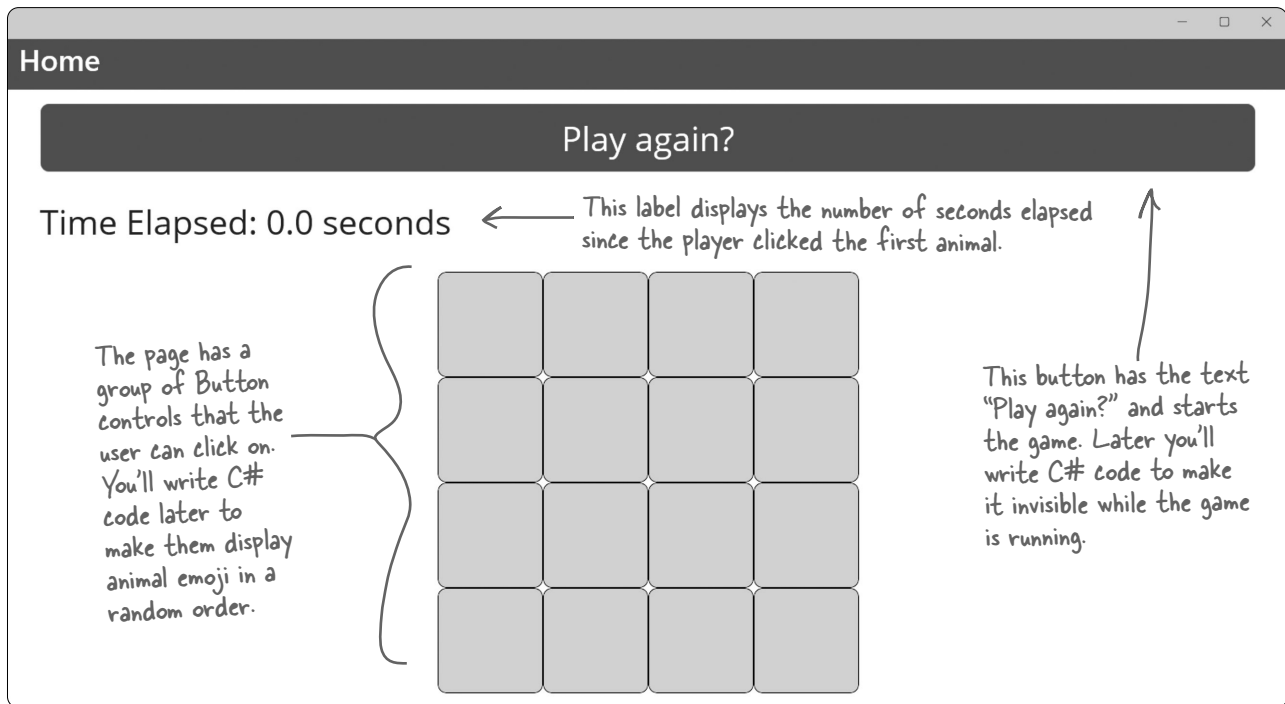 Home
Play again?
Time Elapsed: 0.0 seconds
This label displays the number of seconds elapsed
since the player clicked the first animal.
The page has a
group of Button
controls that the
user can click on.
You'll write C#
code later to
make them display
animal emoji in a
random order.
This button has the text
“Play again?” and starts
the game. Later you'll
write C# code to make
it invisible while the game
is running.